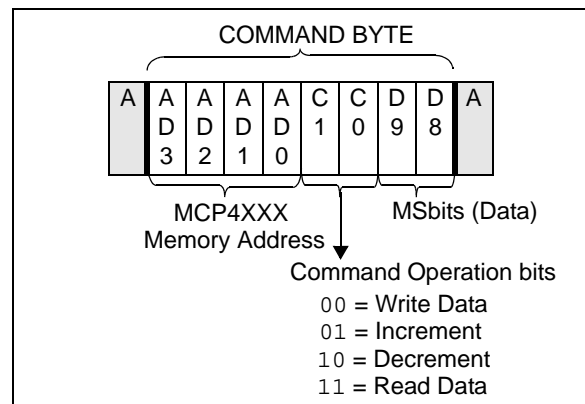 COMMAND BYTE
A A A A A C C D D A
D D D D 1 0 9 8
3 2 1 0
MCP4XXX
Memory Address
MSbits (Data)
Command Operation bits
00 = Write Data
01 = Increment
10 = Decrement
11 = Read Data